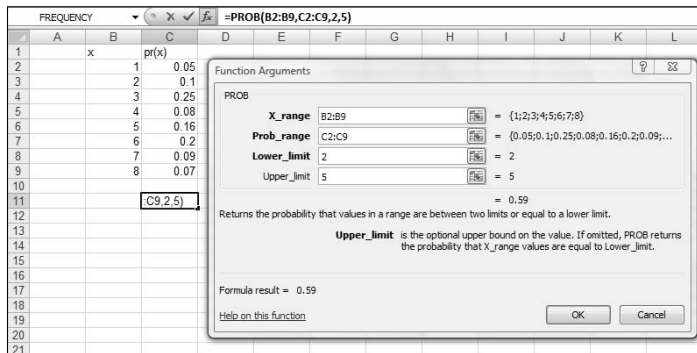 FREQUENCY fx =PROB(B2:B9,C2:C9,2,5)
A B C D E F G H I J K L
1 x pr(x)
2 1 0.05
3 2 0.1
4 3 0.25
5 4 0.08
6 5 0.16
7 6 0.2
8 7 0.09
9 8 0.07
10
11 :C9,2,5)
12
13
14
15
16
17
18
19
20
21
Function Arguments
PROB
X_range B2:B9 = {1;2;3;4;5;6;7;8}
Prob_range C2:C9 = {0.05;0.1;0.25;0.08;0.16;0.2;0.09;...
Lower_limit 2 = 2
Upper_limit 5 = 5
= 0.59
Returns the probability that values in a range are between two limits or equal to a lower limit.
Upper_limit is the optional upper bound on the value. If omitted, PROB returns
the probability that X_range values are equal to Lower_limit.
Formula result = 0.59
Help on this function
OK Cancel